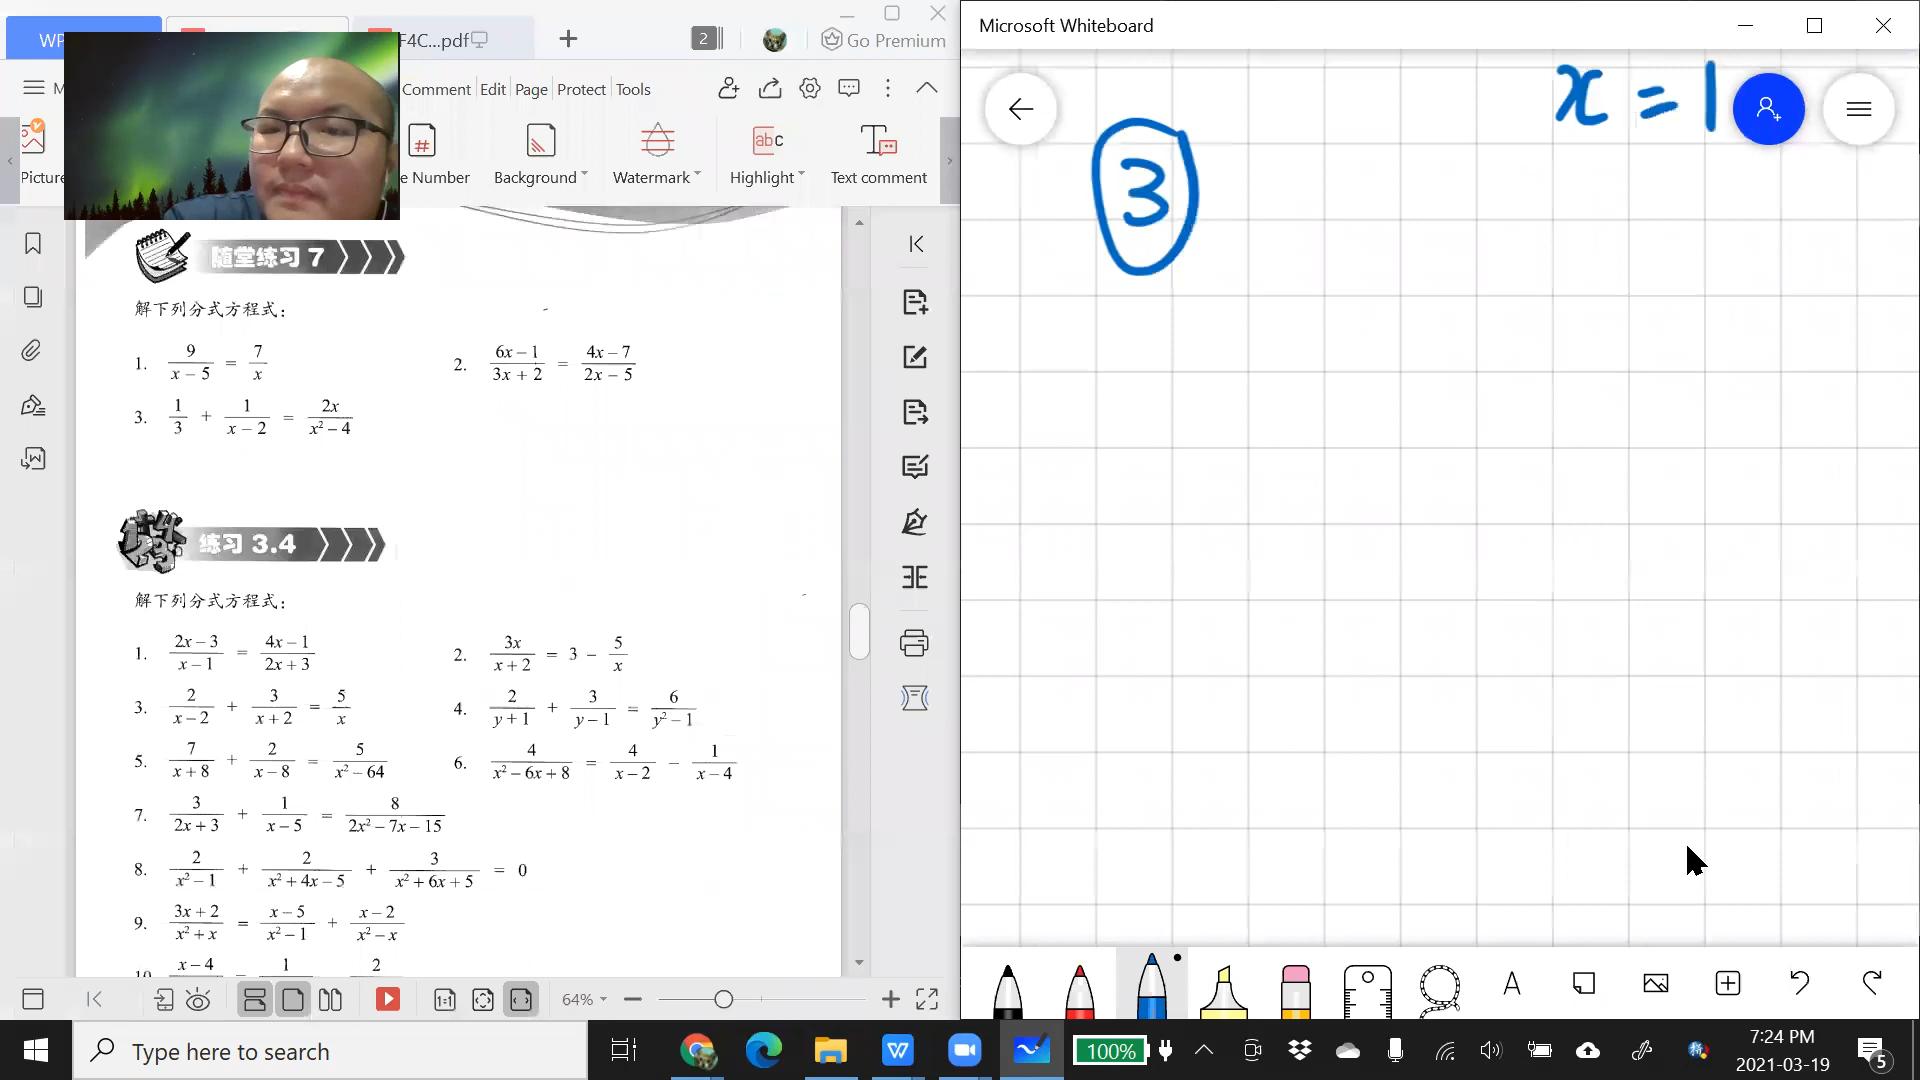 WP
F4C...pdf
2
Go Premium
Comment Edit Page Protect Tools
Picture
e Number
Background
Watermark
Highlight
Text comment
随堂练习 7
解下列分式方程式：
1. 9/(x − 5) = 7/x
2. (6x − 1)/(3x + 2) = (4x − 7)/(2x − 5)
3. 1/3 + 1/(x − 2) = 2x/(x² − 4)
练习 3.4
解下列分式方程式：
1. (2x − 3)/(x − 1) = (4x − 1)/(2x + 3)
2. 3x/(x + 2) = 3 − 5/x
3. 2/(x − 2) + 3/(x + 2) = 5/x
4. 2/(y + 1) + 3/(y − 1) = 6/(y² − 1)
5. 7/(x + 8) + 2/(x − 8) = 5/(x² − 64)
6. 4/(x² − 6x + 8) = 4/(x − 2) − 1/(x − 4)
7. 3/(2x + 3) + 1/(x − 5) = 8/(2x² − 7x − 15)
8. 2/(x² − 1) + 2/(x² + 4x − 5) + 3/(x² + 6x + 5) = 0
9. (3x + 2)/(x² + x) = (x − 5)/(x² − 1) + (x − 2)/(x² − x)
x − 4 = 1 2
64%
Microsoft Whiteboard
x = 1
3
Type here to search
100%
7:24 PM
2021-03-19
5